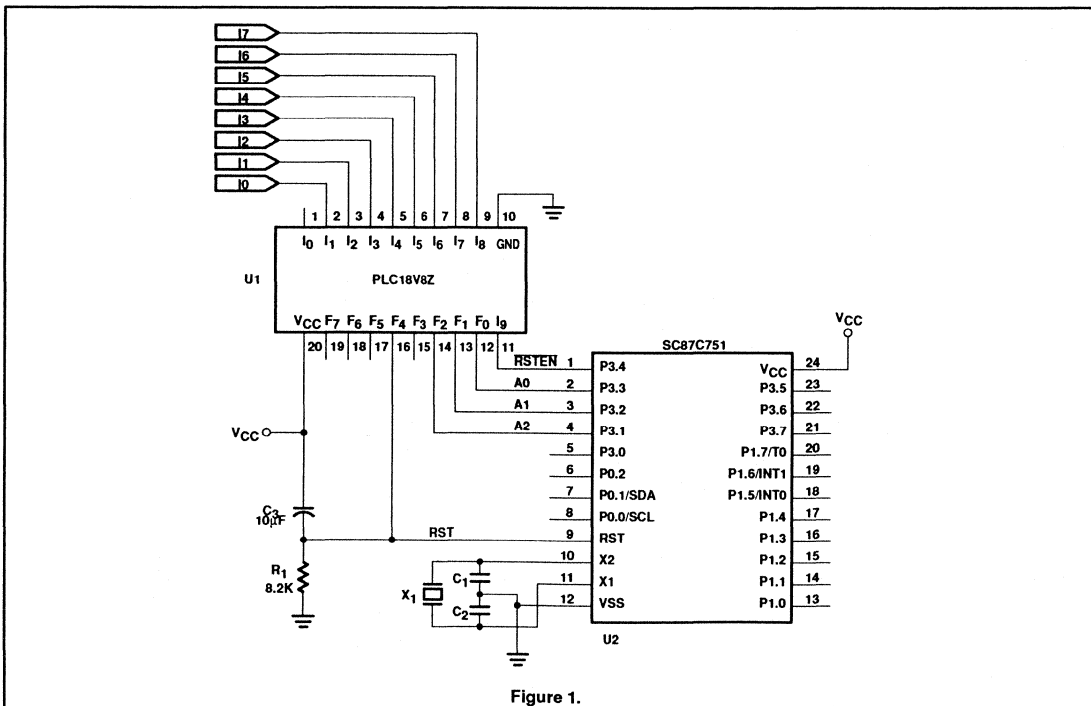 I7
I6
I5
I4
I3
I2
I1
I0
1 2 3 4 5 6 7 8 9 10
I0 I1 I2 I3 I4 I5 I6 I7 I8 GND
U1
PLC18V8Z
VCC F7 F6 F5 F4 F3 F2 F1 F0 I9
20 19 18 17 16 15 14 13 12 11
VCC
SC87C751
RSTEN 1 P3.4 VCC 24
A0 2 P3.3 P3.5 23
A1 3 P3.2 P3.6 22
A2 4 P3.1 P3.7 21
VCC
5 P3.0 P1.7/T0 20
6 P0.2 P1.6/INT1 19
7 P0.1/SDA P1.5/INT0 18
8 P0.0/SCL P1.4 17
C3
10µF
RST 9 RST P1.3 16
10 X2 P1.2 15
R1
8.2K
X1
C1
C2
11 X1 P1.1 14
12 VSS P1.0 13
U2
Figure 1.